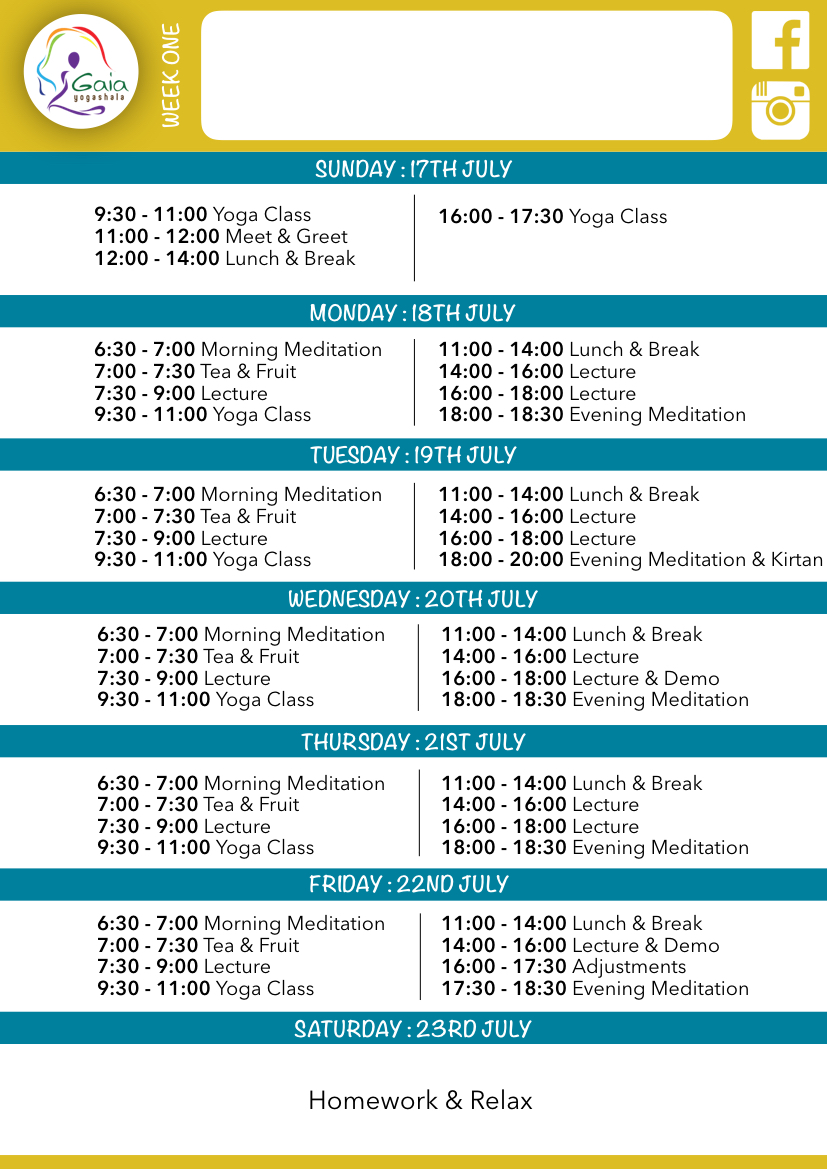 Gaia
yogashala
WEEK ONE
SUNDAY : 17TH JULY
9:30 - 11:00 Yoga Class
11:00 - 12:00 Meet & Greet
12:00 - 14:00 Lunch & Break
16:00 - 17:30 Yoga Class
MONDAY : 18TH JULY
6:30 - 7:00 Morning Meditation
7:00 - 7:30 Tea & Fruit
7:30 - 9:00 Lecture
9:30 - 11:00 Yoga Class
11:00 - 14:00 Lunch & Break
14:00 - 16:00 Lecture
16:00 - 18:00 Lecture
18:00 - 18:30 Evening Meditation
TUESDAY : 19TH JULY
6:30 - 7:00 Morning Meditation
7:00 - 7:30 Tea & Fruit
7:30 - 9:00 Lecture
9:30 - 11:00 Yoga Class
11:00 - 14:00 Lunch & Break
14:00 - 16:00 Lecture
16:00 - 18:00 Lecture
18:00 - 20:00 Evening Meditation & Kirtan
WEDNESDAY : 20TH JULY
6:30 - 7:00 Morning Meditation
7:00 - 7:30 Tea & Fruit
7:30 - 9:00 Lecture
9:30 - 11:00 Yoga Class
11:00 - 14:00 Lunch & Break
14:00 - 16:00 Lecture
16:00 - 18:00 Lecture & Demo
18:00 - 18:30 Evening Meditation
THURSDAY : 21ST JULY
6:30 - 7:00 Morning Meditation
7:00 - 7:30 Tea & Fruit
7:30 - 9:00 Lecture
9:30 - 11:00 Yoga Class
11:00 - 14:00 Lunch & Break
14:00 - 16:00 Lecture
16:00 - 18:00 Lecture
18:00 - 18:30 Evening Meditation
FRIDAY : 22ND JULY
6:30 - 7:00 Morning Meditation
7:00 - 7:30 Tea & Fruit
7:30 - 9:00 Lecture
9:30 - 11:00 Yoga Class
11:00 - 14:00 Lunch & Break
14:00 - 16:00 Lecture & Demo
16:00 - 17:30 Adjustments
17:30 - 18:30 Evening Meditation
SATURDAY : 23RD JULY
Homework & Relax